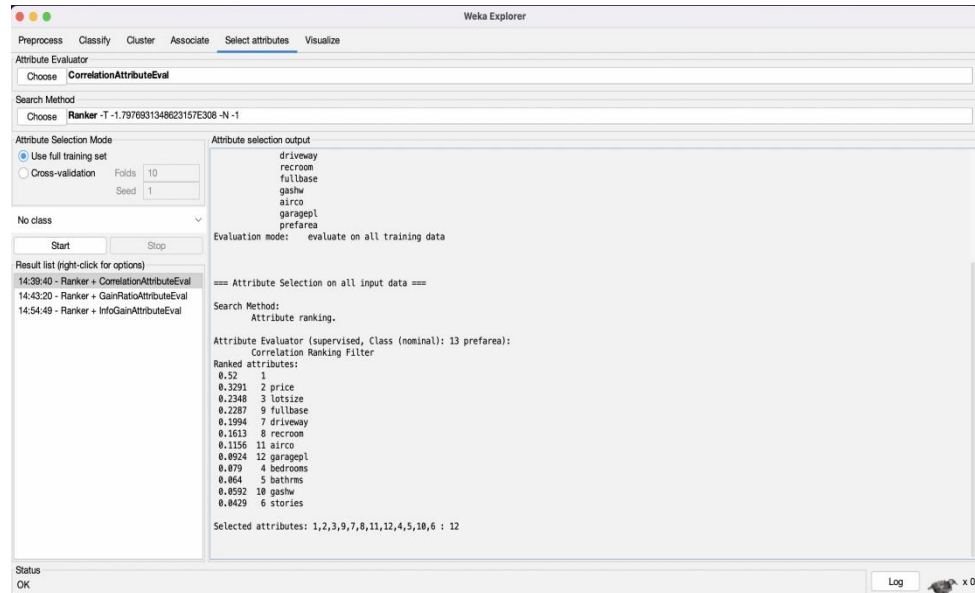 Weka Explorer
Preprocess Classify Cluster Associate Select attributes Visualize
Attribute Evaluator
Choose CorrelationAttributeEval
Search Method
Choose Ranker -T -1.7976931348623157E308 -N -1
Attribute Selection Mode
Use full training set
Cross-validation Folds 10
Seed 1
No class
Start Stop
Result list (right-click for options)
14:39:40 - Ranker + CorrelationAttributeEval
14:43:20 - Ranker + GainRatioAttributeEval
14:54:49 - Ranker + InfoGainAttributeEval
Attribute selection output
driveway
recroom
fullbase
gashw
airco
garagepl
prefarea
Evaluation mode: evaluate on all training data
=== Attribute Selection on all input data ===
Search Method:
Attribute ranking.
Attribute Evaluator (supervised, Class (nominal): 13 prefarea):
Correlation Ranking Filter
Ranked attributes:
0.52 1
0.3291 2 price
0.2348 3 lotsize
0.2287 9 fullbase
0.1994 7 driveway
0.1613 8 recroom
0.1156 11 airco
0.0924 12 garagepl
0.079 4 bedrooms
0.064 5 bathrms
0.0592 10 gashw
0.0429 6 stories
Selected attributes: 1,2,3,9,7,8,11,12,4,5,10,6 : 12
Status
OK
Log x 0